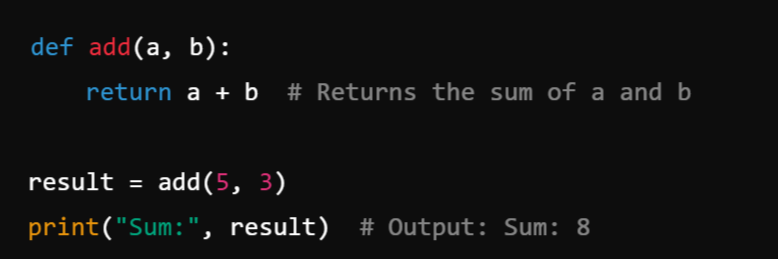 def add(a, b):
    return a + b  # Returns the sum of a and b
result = add(5, 3)
print("Sum:", result)  # Output: Sum: 8